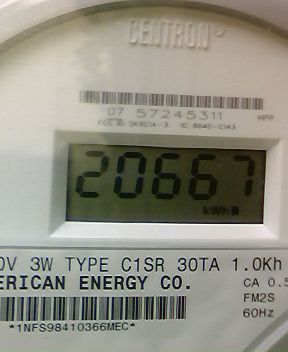 CENTRON®
07 57245311
HPP
20667
kWh
0V 3W TYPE C1SR 30TA 1.0Kh
ERICAN ENERGY CO.
CA 0.5
FM2S
60Hz
*1NFS98410366MEC*